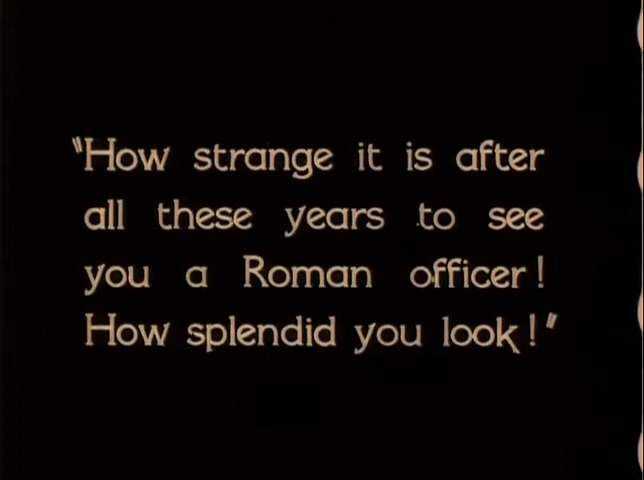 "How strange it is after
all these years to see
you a Roman officer!
How splendid you look!"